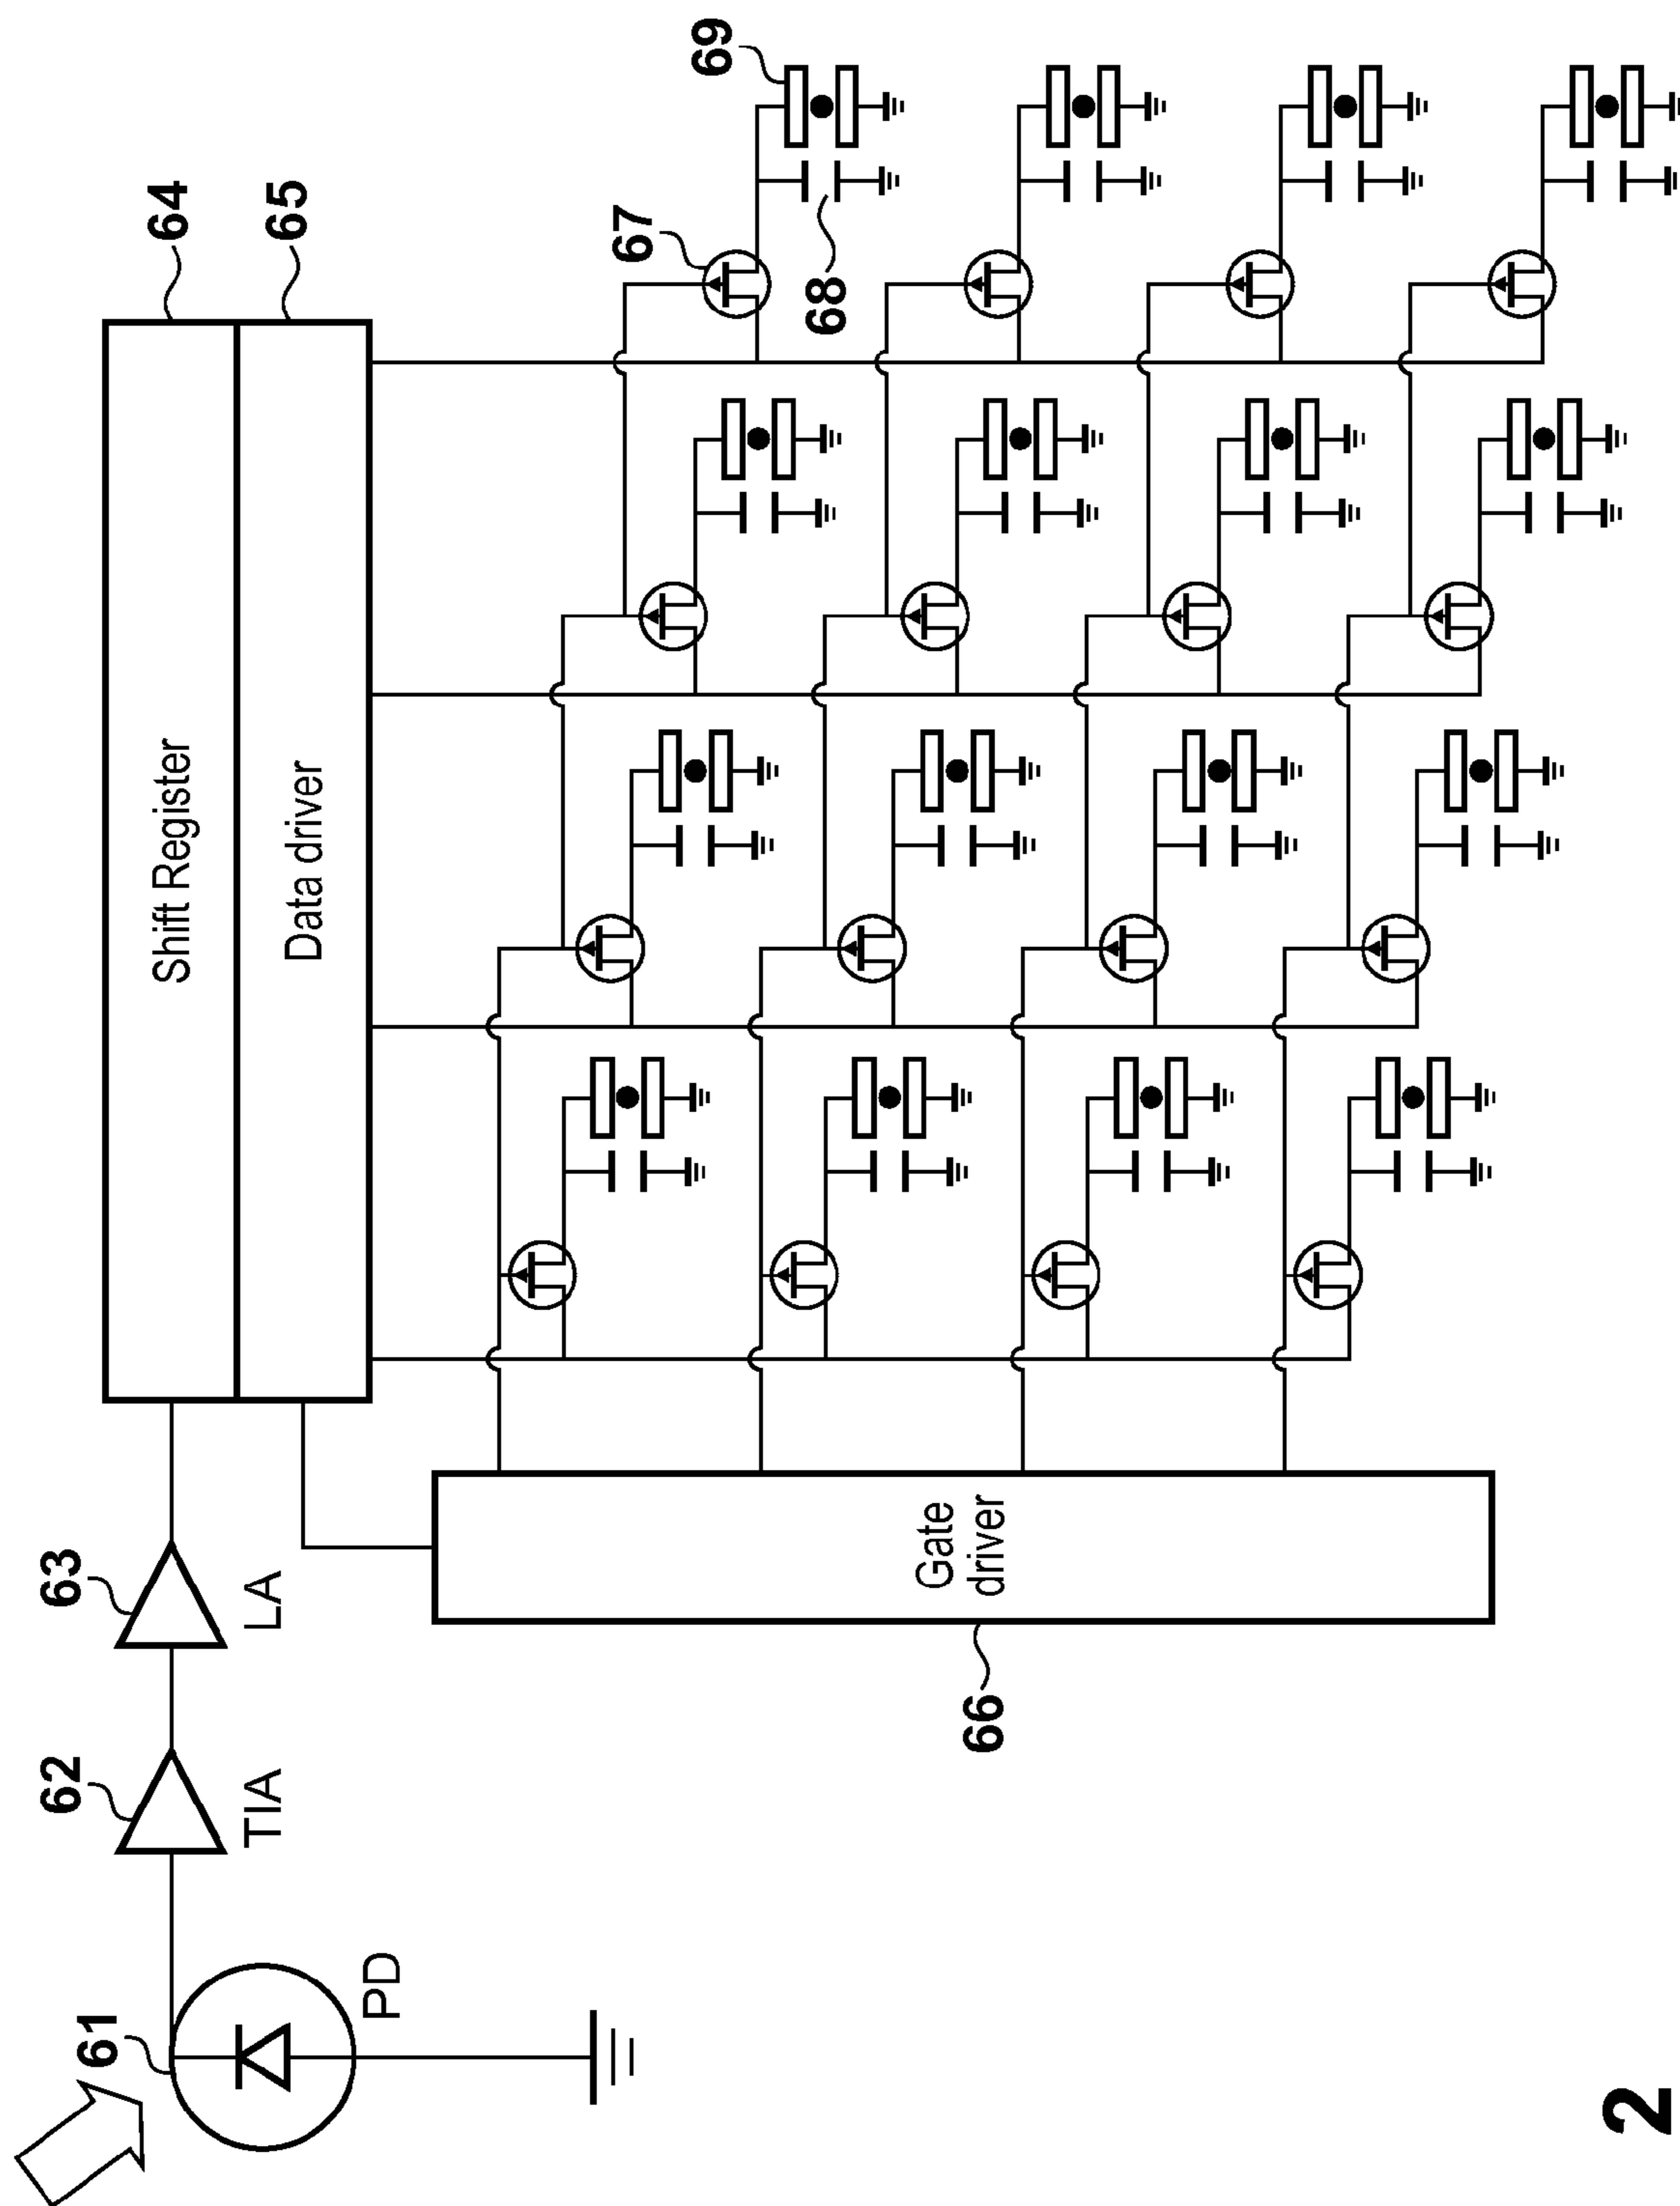 61
PD
62
TIA
63
LA
64
Shift Register
65
Data driver
66
Gate
driver
67
68
69
2